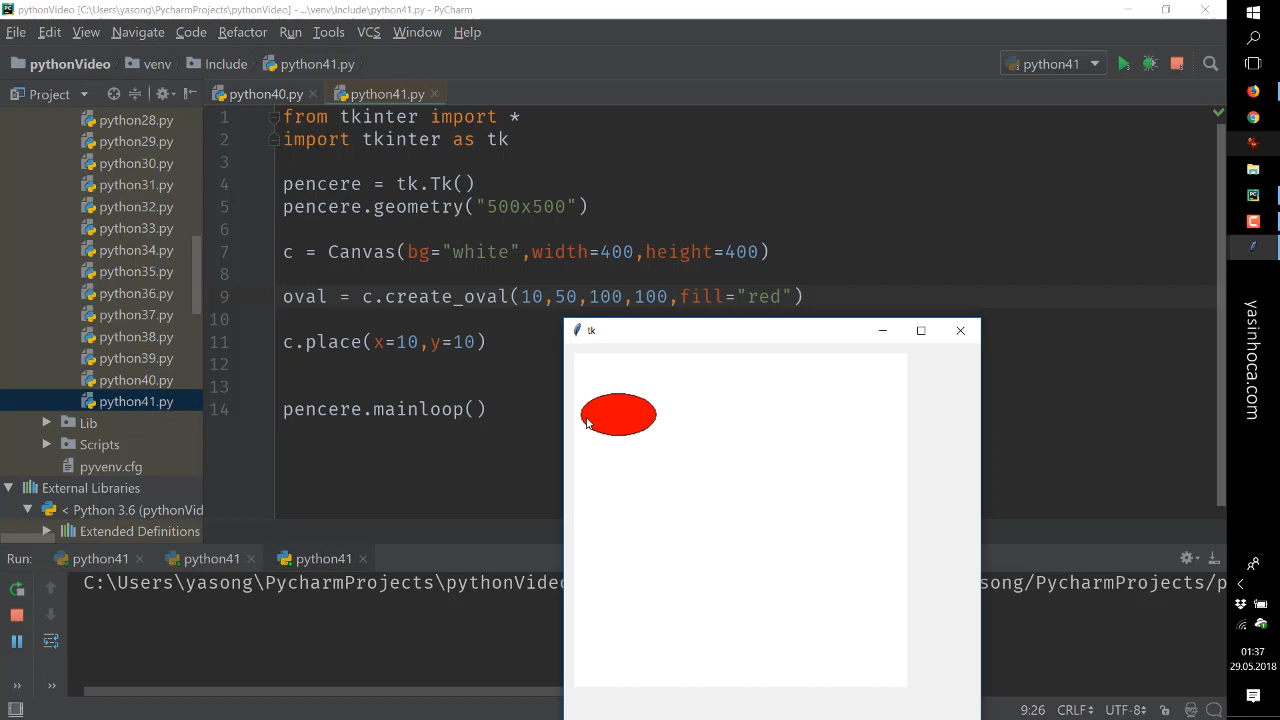 pythonVideo [C:\Users\yasong\PycharmProjects\pythonVideo] - ...\venv\Include\python41.py - PyCharm
File Edit View Navigate Code Refactor Run Tools VCS Window Help
pythonVideo venv Include python41.py python41
Project python40.py python41.py
python28.py
python29.py
python30.py
python31.py
python32.py
python33.py
python34.py
python35.py
python36.py
python37.py
python38.py
python39.py
python40.py
python41.py
Lib
Scripts
pyvenv.cfg
External Libraries
< Python 3.6 (pythonVid
Extended Definitions
1 from tkinter import *
2 import tkinter as tk
3
4 pencere = tk.Tk()
5 pencere.geometry("500x500")
6
7 c = Canvas(bg="white",width=400,height=400)
8
9 oval = c.create_oval(10,50,100,100,fill="red")
10
11 c.place(x=10,y=10)
12
13
14 pencere.mainloop()
tk
Run: python41 python41 python41
C:\Users\yasong\PycharmProjects\pythonVideo
song/PycharmProjects/p
9:26 CRLF UTF-8
yasinhoca.com
01:37
29.05.2018